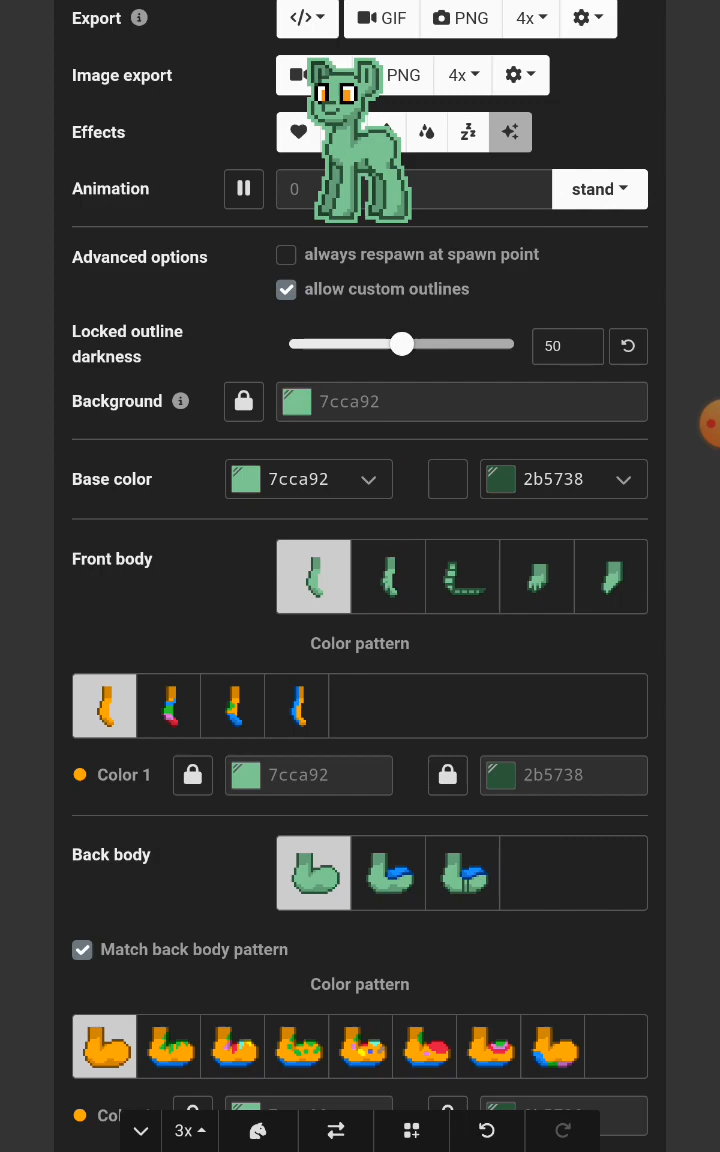 Export </> GIF PNG 4x
Image export PNG 4x
Effects
Animation 0 stand
Advanced options always respawn at spawn point
allow custom outlines
Locked outline
darkness 50
Background 7cca92
Base color 7cca92 2b5738
Front body
Color pattern
Color 1 7cca92 2b5738
Back body
Match back body pattern
Color pattern
3x